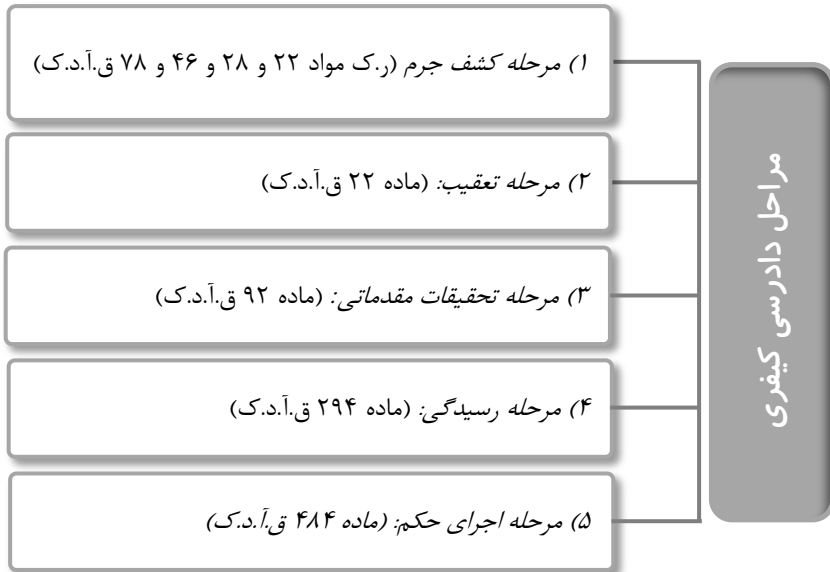 مراحل دادرسی کیفری
۱) مرحله کشف جرم (ر.ک مواد ۲۲ و ۲۸ و ۴۶ و ۷۸ ق.آ.د.ک)
۲) مرحله تعقیب: (ماده ۲۲ ق.آ.د.ک)
۳) مرحله تحقیقات مقدماتی: (ماده ۹۲ ق.آ.د.ک)
۴) مرحله رسیدگی: (ماده ۲۹۴ ق.آ.د.ک)
۵) مرحله اجرای حکم: (ماده ۴۸۴ ق.آ.د.ک)